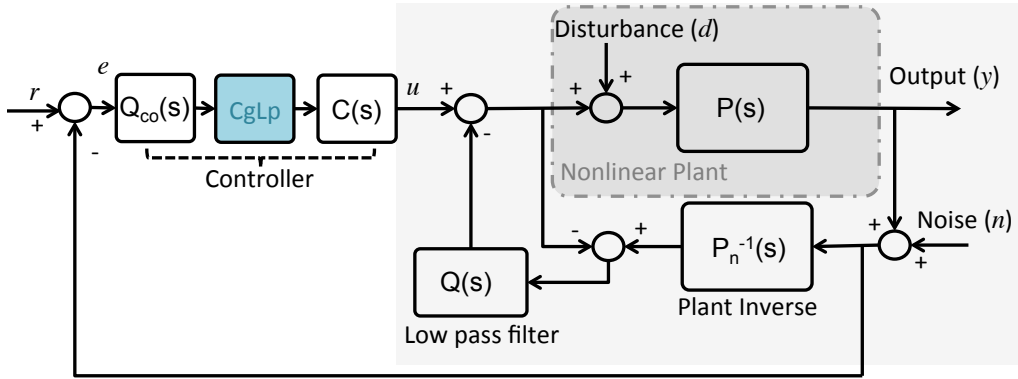 Disturbance (d)
r
+
-
e
Q_co(s)
CgLp
C(s)
u
+
-
+
+
P(s)
Output (y)
Controller
Nonlinear Plant
Q(s)
Low pass filter
-
+
P_n^-1(s)
Plant Inverse
+
+
Noise (n)